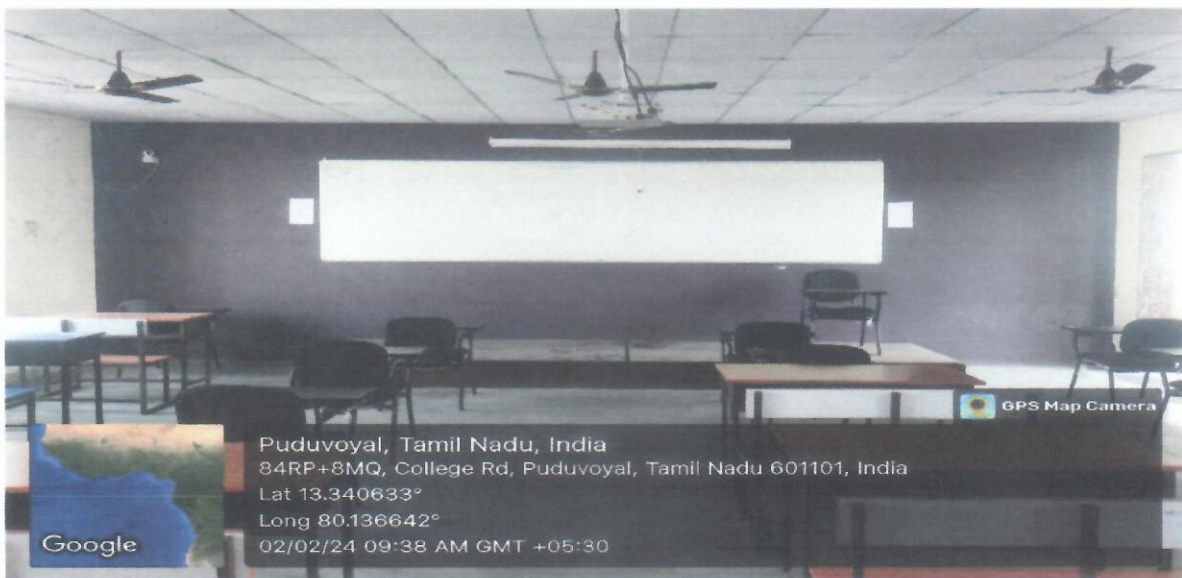 GPS Map Camera
Puduvoyal, Tamil Nadu, India
84RP+8MQ, College Rd, Puduvoyal, Tamil Nadu 601101, India
Lat 13.340633°
Long 80.136642°
02/02/24 09:38 AM GMT +05:30
Google